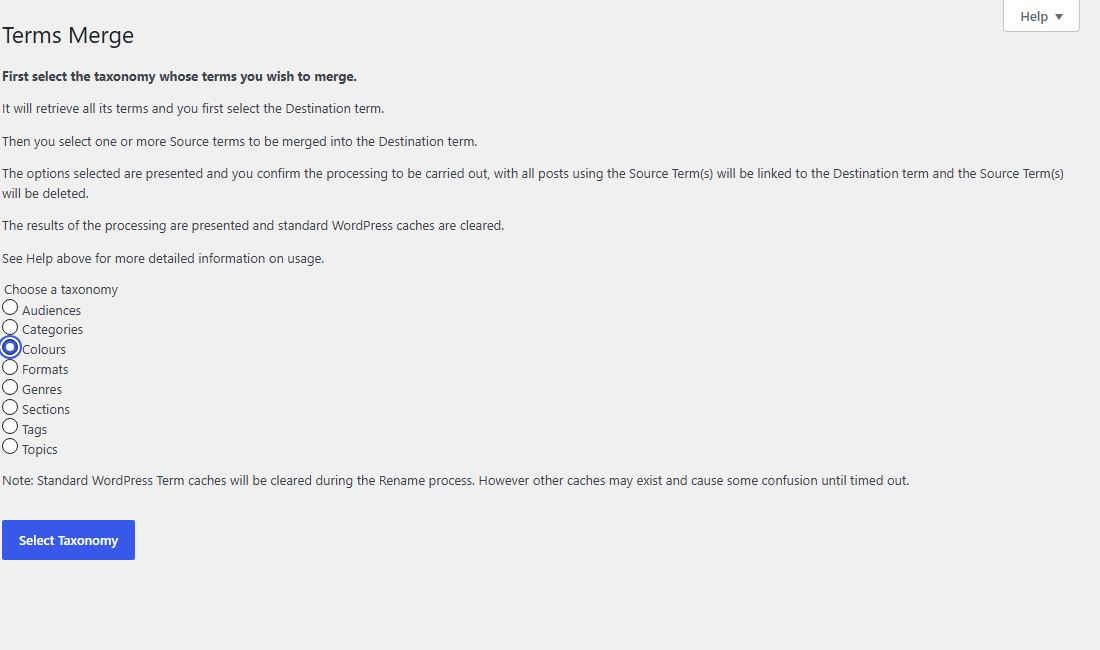 Help ▼
Terms Merge
First select the taxonomy whose terms you wish to merge.
It will retrieve all its terms and you first select the Destination term.
Then you select one or more Source terms to be merged into the Destination term.
The options selected are presented and you confirm the processing to be carried out, with all posts using the Source Term(s) will be linked to the Destination term and the Source Term(s)
will be deleted.
The results of the processing are presented and standard WordPress caches are cleared.
See Help above for more detailed information on usage.
Choose a taxonomy
Audiences
Categories
Colours
Formats
Genres
Sections
Tags
Topics
Note: Standard WordPress Term caches will be cleared during the Rename process. However other caches may exist and cause some confusion until timed out.
Select Taxonomy